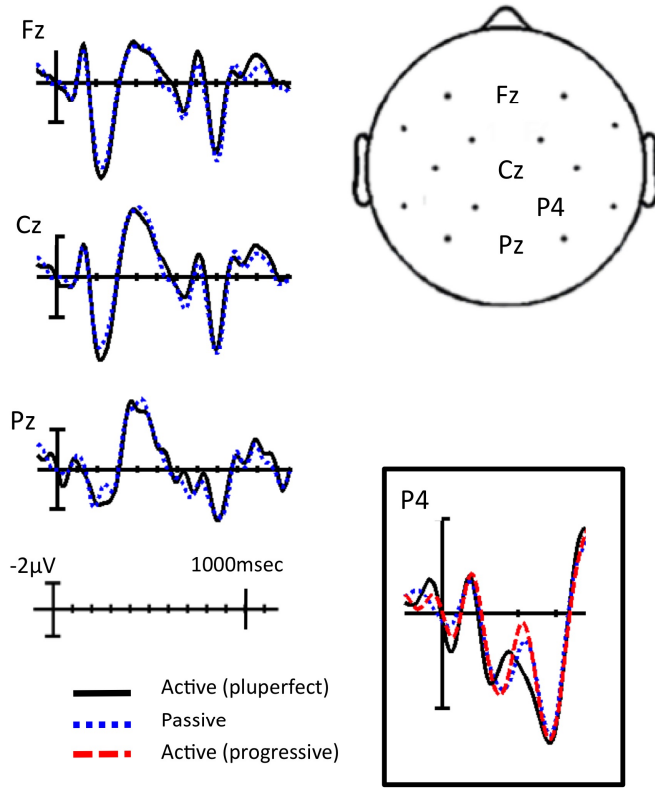 Fz
Fz
Cz
P4
Pz
Cz
Pz
P4
-2μV
1000msec
Active (pluperfect)
Passive
Active (progressive)